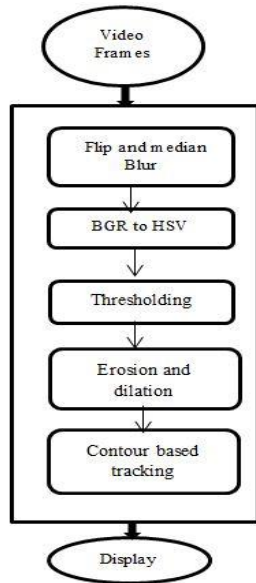 Video
Frames
Flip and median
Blur
BGR to HSV
Thresholding
Erosion and
dilation
Contour based
tracking
Display